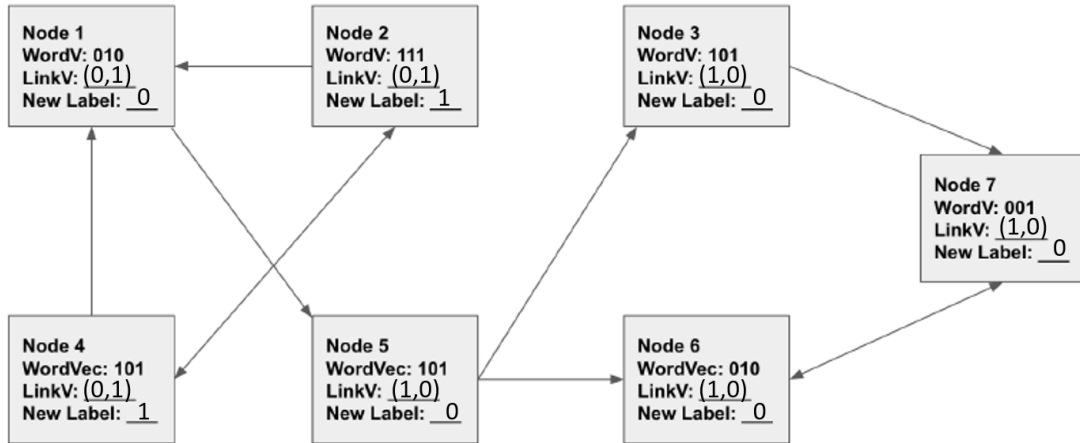 Node 1
WordV: 010
LinkV: (0,1)
New Label: 0
Node 2
WordV: 111
LinkV: (0,1)
New Label: 1
Node 3
WordV: 101
LinkV: (1,0)
New Label: 0
Node 7
WordV: 001
LinkV: (1,0)
New Label: 0
Node 4
WordVec: 101
LinkV: (0,1)
New Label: 1
Node 5
WordVec: 101
LinkV: (1,0)
New Label: 0
Node 6
WordVec: 010
LinkV: (1,0)
New Label: 0